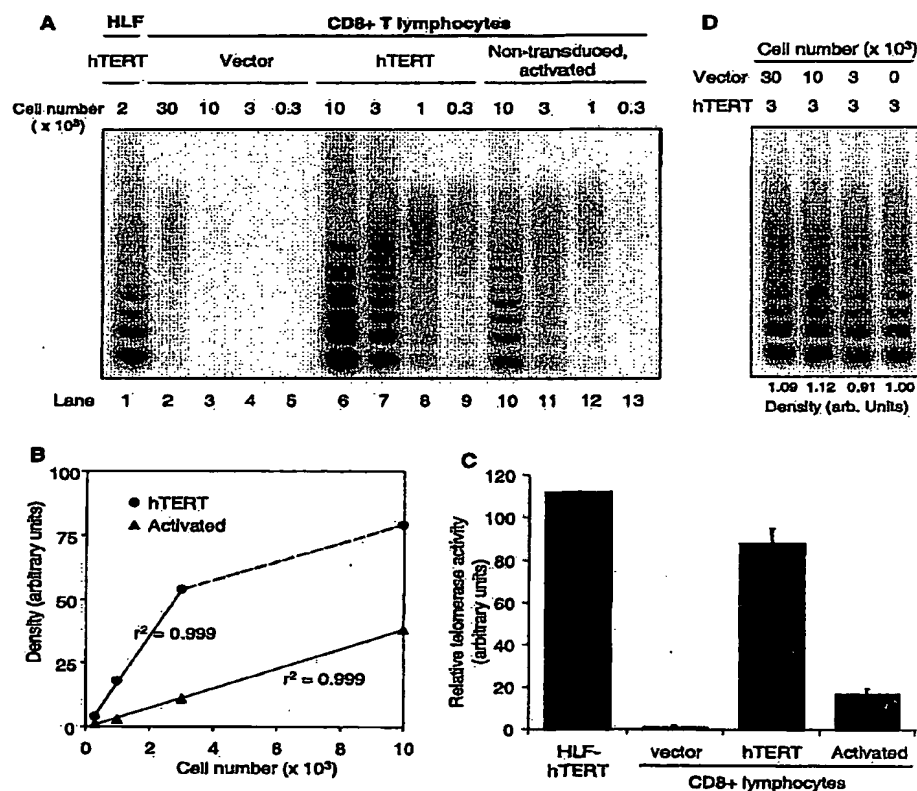 A
HLF
CD8+ T lymphocytes
hTERT
Vector
hTERT
Non-transduced, activated
Cell number (x 10³)
2 30 10 3 0.3 10 3 1 0.3 10 3 1 0.3
Lane 1 2 3 4 5 6 7 8 9 10 11 12 13
D
Cell number (x 10³)
Vector 30 10 3 0
hTERT 3 3 3 3
1.09 1.12 0.91 1.00
Density (arb. Units)
B
Density (arbitrary units)
100
75
50
25
0
hTERT
Activated
r² = 0.999
r² = 0.999
0 2 4 6 8 10
Cell number (x 10³)
C
Relative telomerase activity
(arbitrary units)
120
100
80
60
40
20
0
HLF-
hTERT
vector
hTERT
Activated
CD8+ lymphocytes